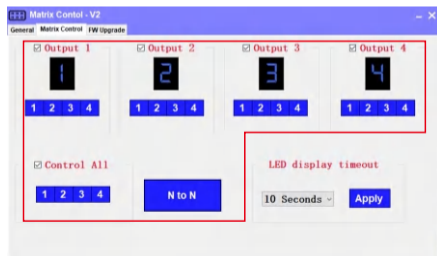 Matrix Contol - V2
General Matrix Control FW Upgrade
Output 1 Output 2 Output 3 Output 4
1 2 3 4
1 2 3 4 1 2 3 4 1 2 3 4 1 2 3 4
Control All LED display timeout
1 2 3 4 N to N 10 Seconds Apply